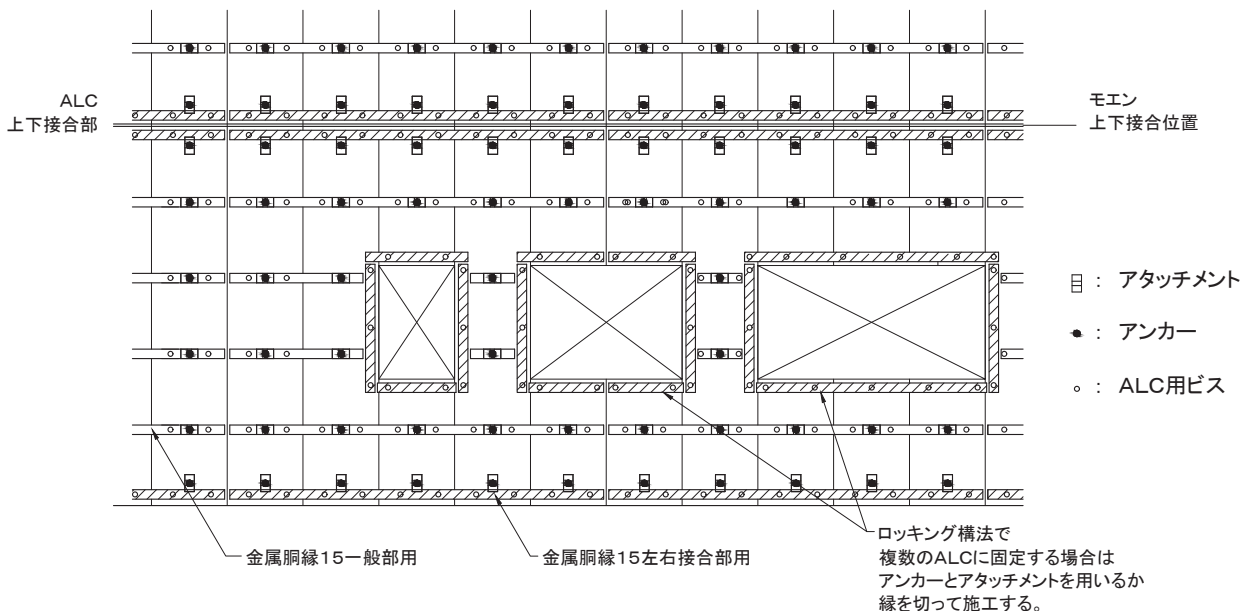 ALC
上下接合部
モエン
上下接合位置
： アタッチメント
： アンカー
： ALC用ビス
金属胴縁15一般部用
金属胴縁15左右接合部用
ロッキング構法で
複数のALCに固定する場合は
アンカーとアタッチメントを用いるか
縁を切って施工する。